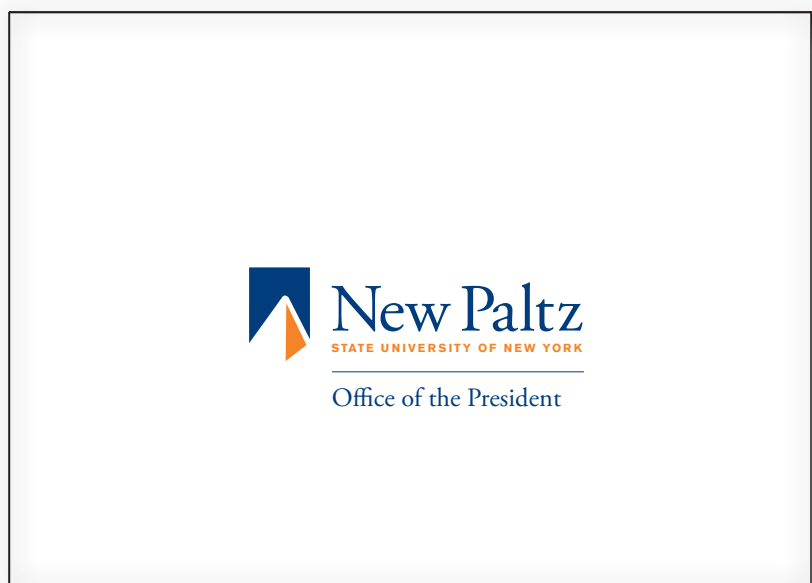 New Paltz
STATE UNIVERSITY OF NEW YORK
Office of the President